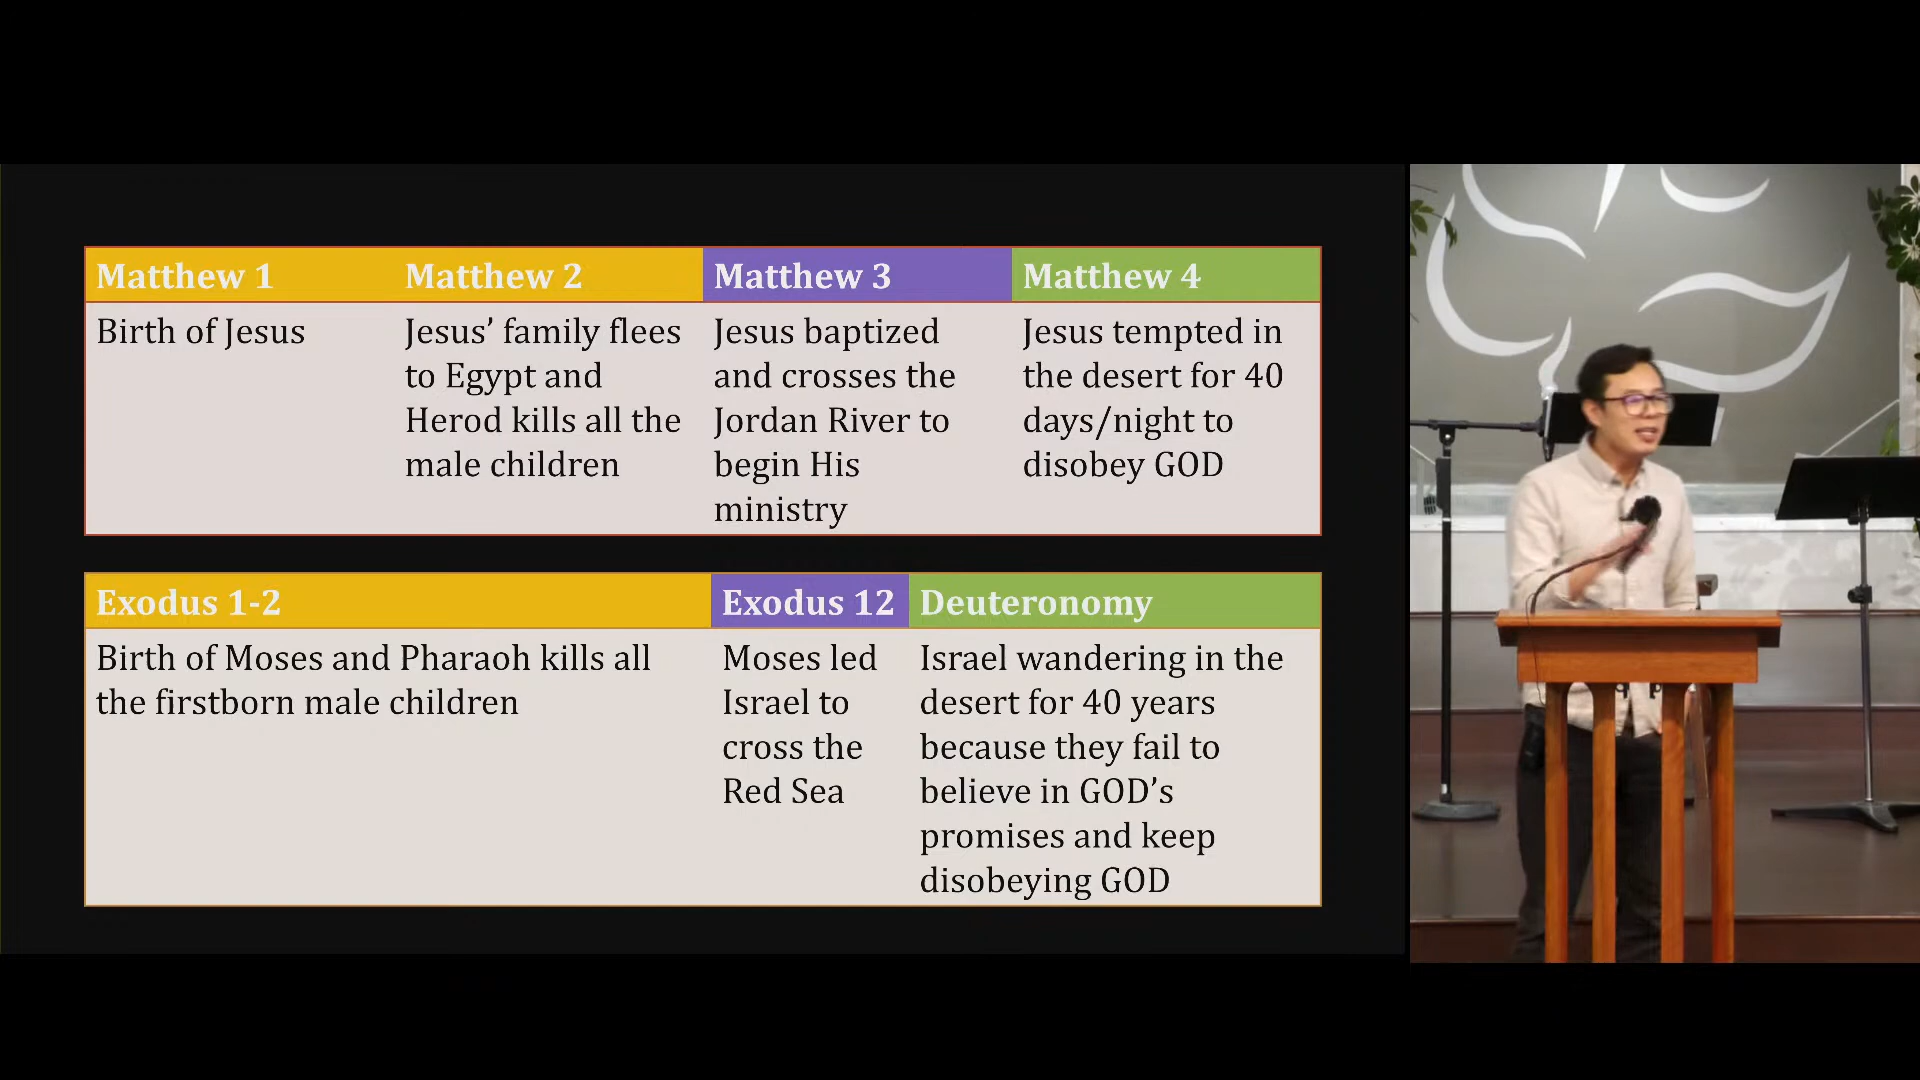 Matthew 1 Matthew 2 Matthew 3 Matthew 4
Birth of Jesus
Jesus’ family flees
to Egypt and
Herod kills all the
male children
Jesus baptized
and crosses the
Jordan River to
begin His
ministry
Jesus tempted in
the desert for 40
days/night to
disobey GOD
Exodus 1-2 Exodus 12 Deuteronomy
Birth of Moses and Pharaoh kills all
the firstborn male children
Moses led
Israel to
cross the
Red Sea
Israel wandering in the
desert for 40 years
because they fail to
believe in GOD’s
promises and keep
disobeying GOD